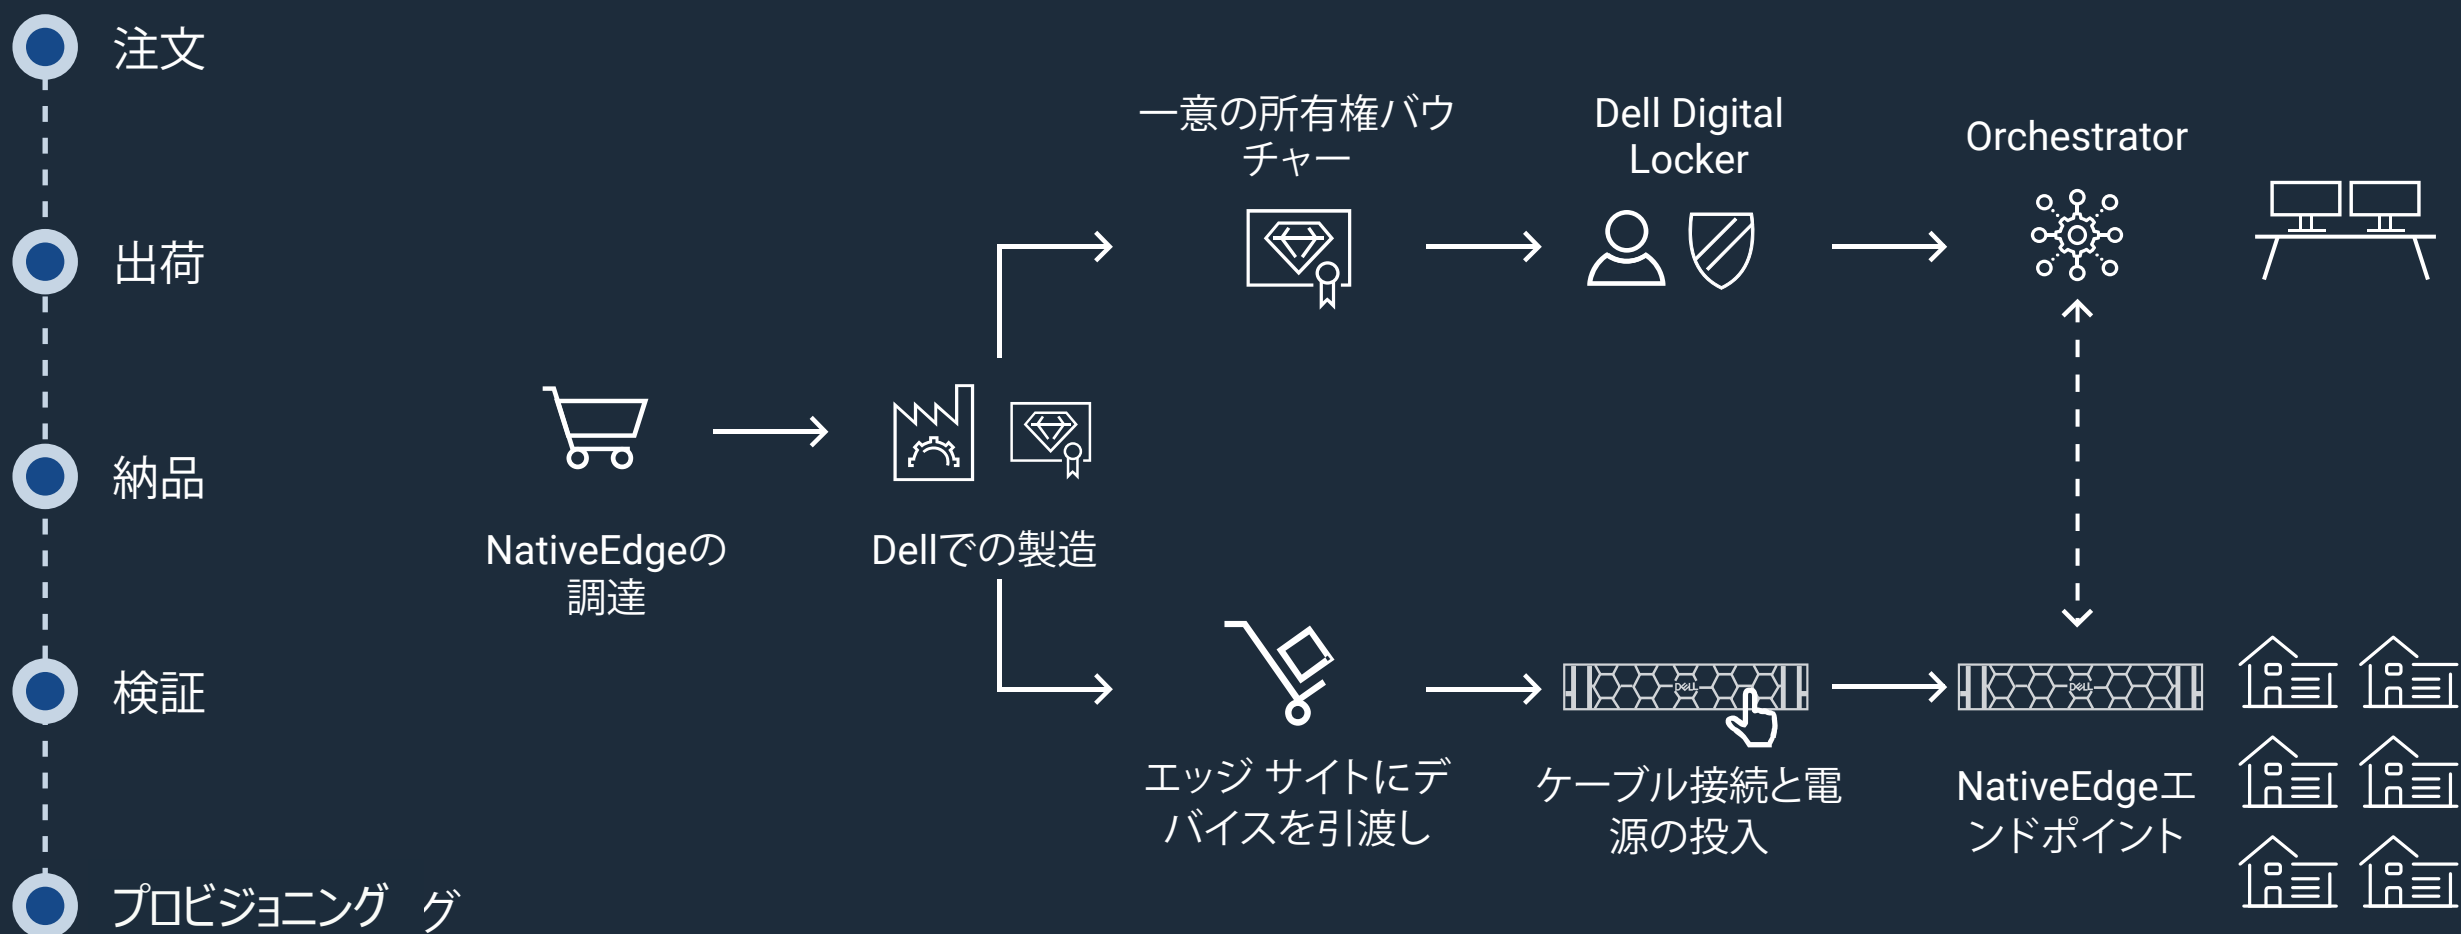 注文
出荷
納品
検証
プロビジョニング グ
NativeEdgeの
調達
Dellでの製造
一意の所有権バウ
チャー
Dell Digital
Locker
Orchestrator
エッジ サイトにデ
バイスを引渡し
DELL
ケーブル接続と電
源の投入
DELL
NativeEdgeエ
ンドポイント